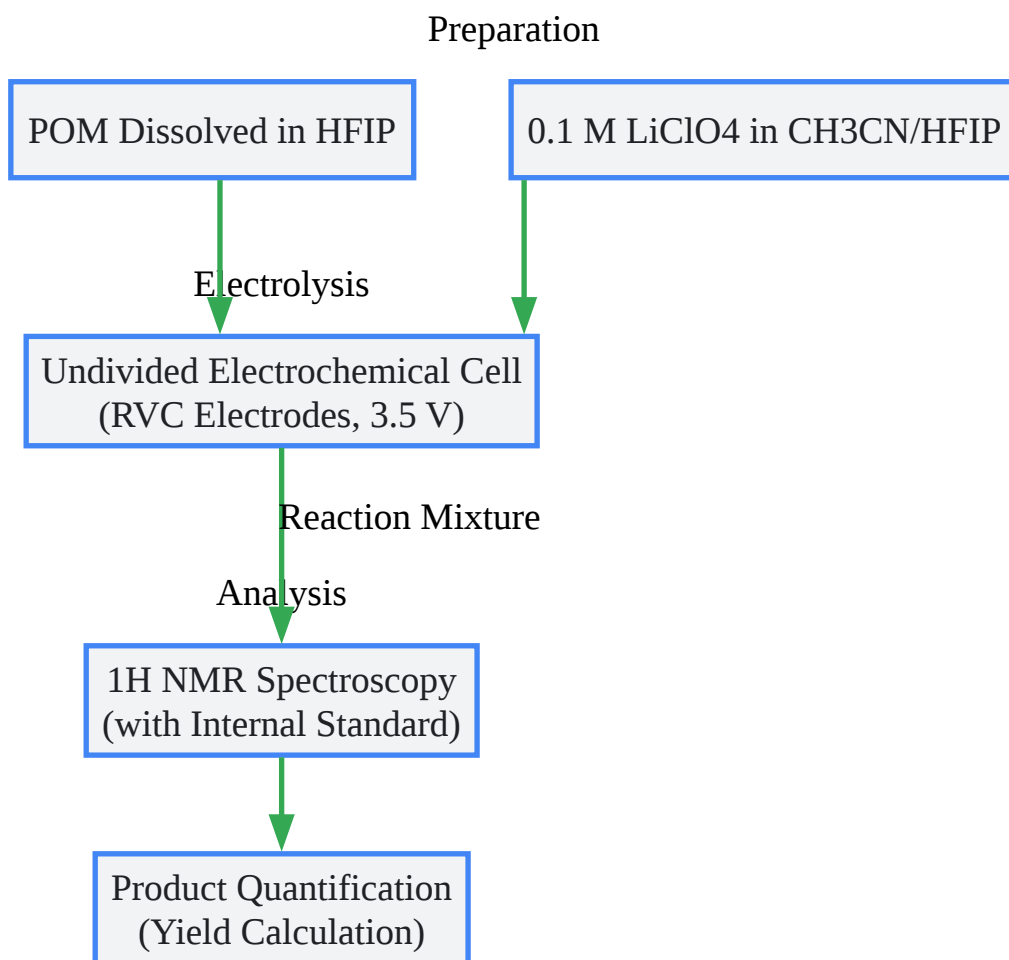 Preparation
POM Dissolved in HFIP
0.1 M LiClO4 in CH3CN/HFIP
Electrolysis
Undivided Electrochemical Cell
(RVC Electrodes, 3.5 V)
Reaction Mixture
Analysis
1H NMR Spectroscopy
(with Internal Standard)
Product Quantification
(Yield Calculation)